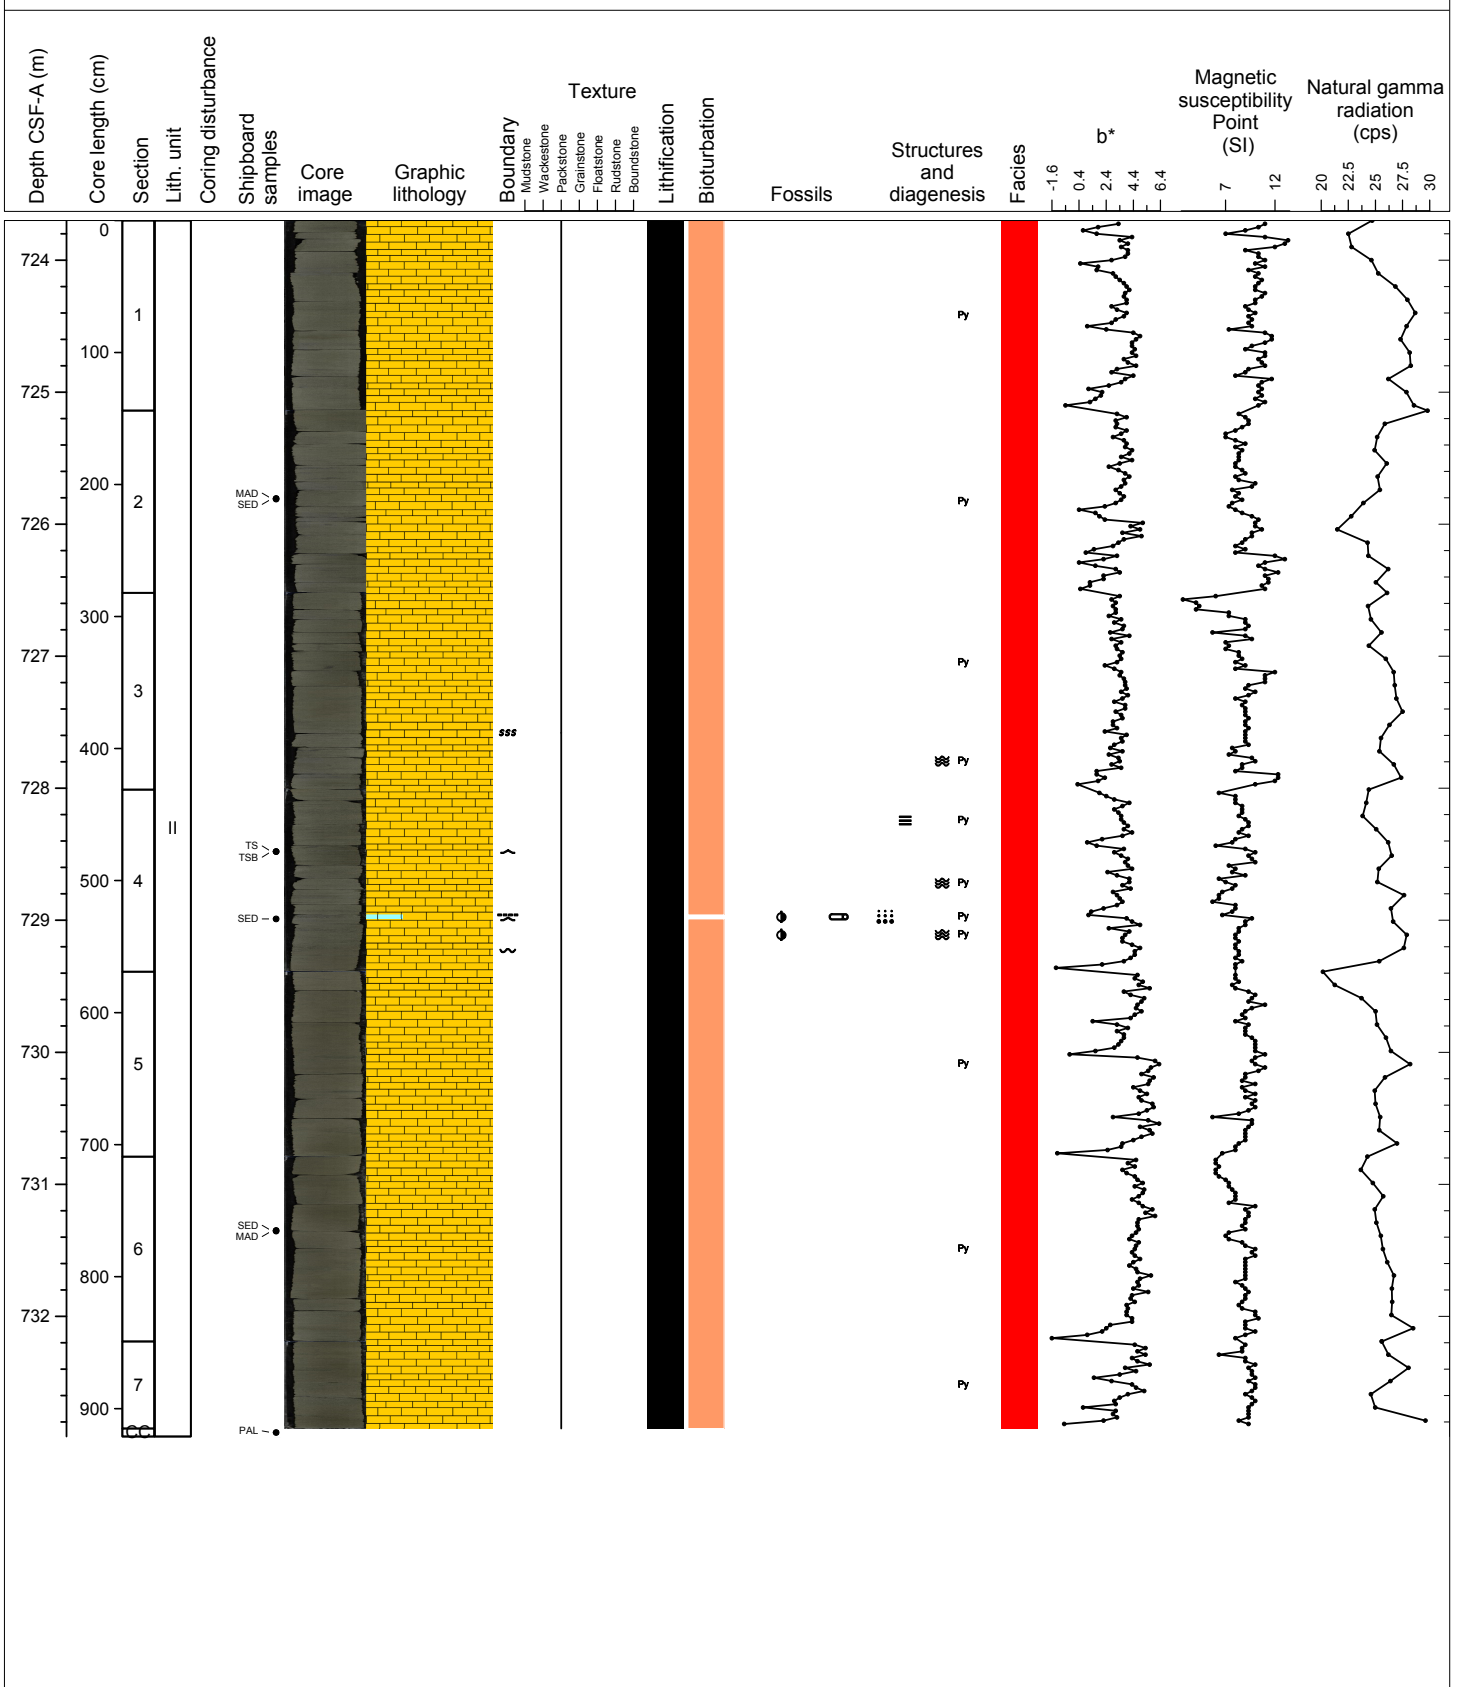 Depth CSF-A (m)
Core length (cm)
Section
Lith. unit
Coring disturbance
Shipboard
samples
Core
image
Graphic
lithology
Boundary
Texture
Mudstone
Wackestone
Packstone
Grainstone
Floatstone
Rudstone
Boundstone
Lithification
Bioturbation
Fossils
Structures
and
diagenesis
Facies
b*
-1.6 0.4 2.4 4.4 6.4
Magnetic
susceptibility
Point
(SI)
7 12
Natural gamma
radiation
(cps)
20 22.5 25 27.5 30
0
724
1
Py
100
725
200
MAD
SED
2
Py
726
300
727
3
Py
sss
400
Py
728
II
Py
TS
TSB
500
4
Py
SED
Py
729
Py
600
730
5
Py
700
731
SED
MAD
6
Py
800
732
7
Py
900
CC
PAL